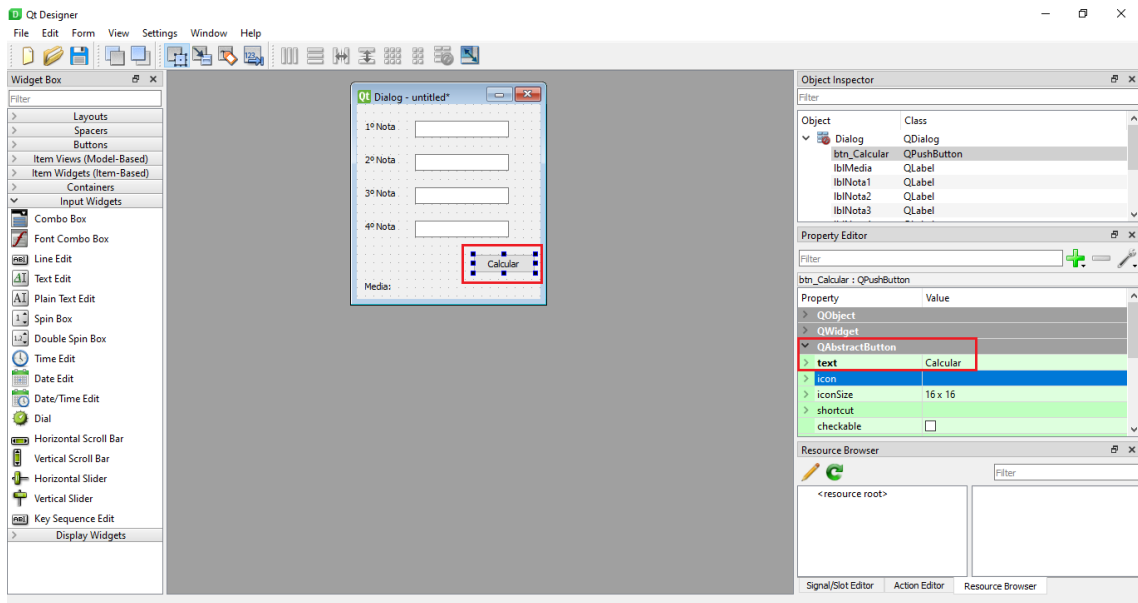 Qt Designer
File Edit Form View Settings Window Help
Widget Box
Filter
Layouts
Spacers
Buttons
Item Views (Model-Based)
Item Widgets (Item-Based)
Containers
Input Widgets
Combo Box
Font Combo Box
Line Edit
Text Edit
Plain Text Edit
Spin Box
Double Spin Box
Time Edit
Date Edit
Date/Time Edit
Dial
Horizontal Scroll Bar
Vertical Scroll Bar
Horizontal Slider
Vertical Slider
Key Sequence Edit
Display Widgets
Dialog - untitled*
1º Nota
2º Nota
3º Nota
4º Nota
Calcular
Media:
Object Inspector
Filter
Object Class
Dialog QDialog
btn_Calcular QPushButton
lblMedia QLabel
lblNota1 QLabel
lblNota2 QLabel
lblNota3 QLabel
Property Editor
Filter
btn_Calcular : QPushButton
Property Value
QObject
QWidget
QAbstractButton
text Calcular
icon
iconSize 16 x 16
shortcut
checkable
Resource Browser
Filter
<resource root>
Signal/Slot Editor Action Editor Resource Browser